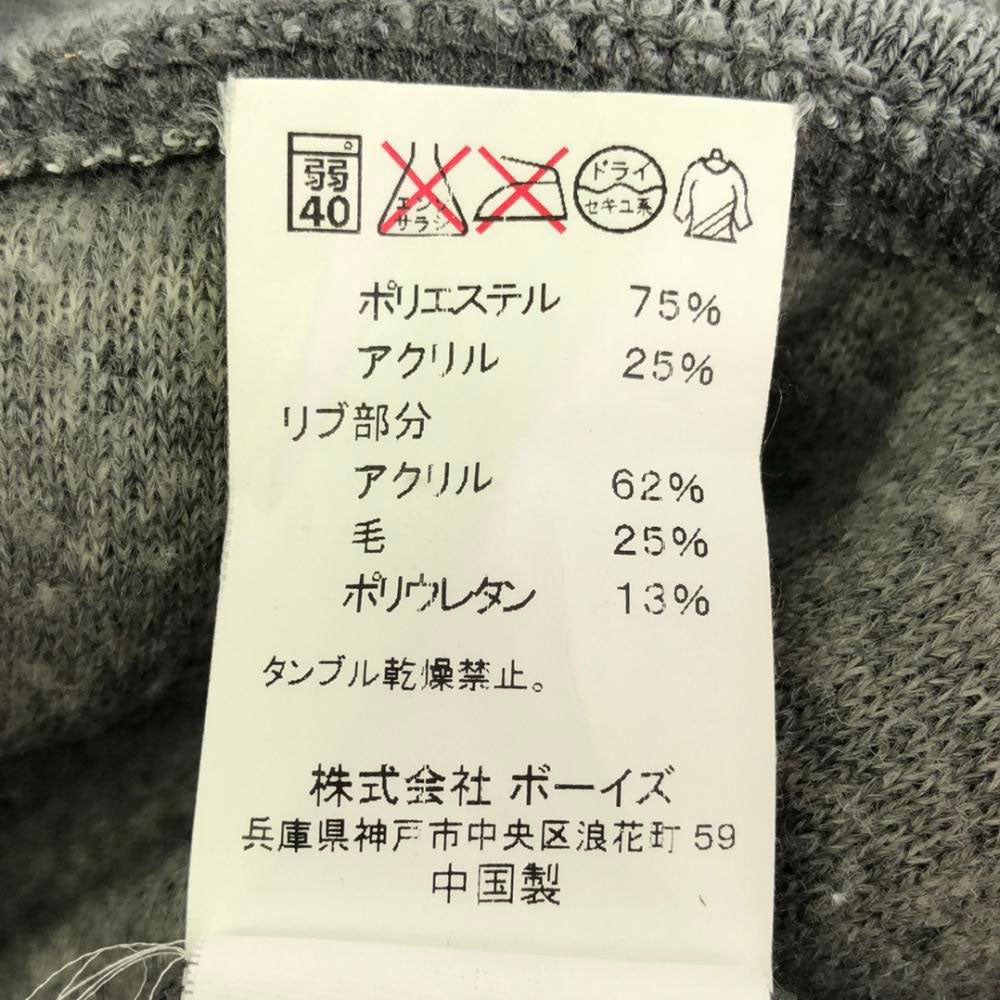 弱 40 エンソサラシ ドライ セキユ系
ポリエステル 75%
アクリル 25%
リブ部分
アクリル 62%
毛 25%
ポリウレタン 13%
タンブル乾燥禁止。
株式会社 ボーイズ
兵庫県神戸市中央区浪花町 59
中国製